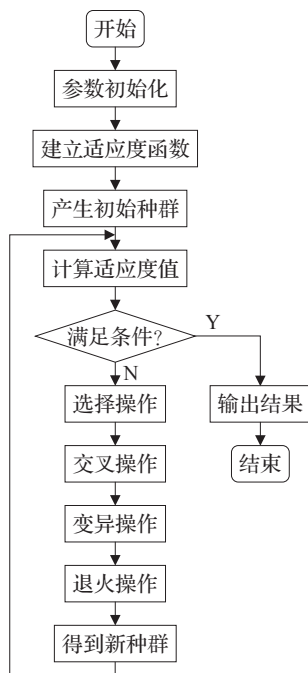 开始
参数初始化
建立适应度函数
产生初始种群
计算适应度值
满足条件?
Y
N
选择操作
输出结果
交叉操作
结束
变异操作
退火操作
得到新种群